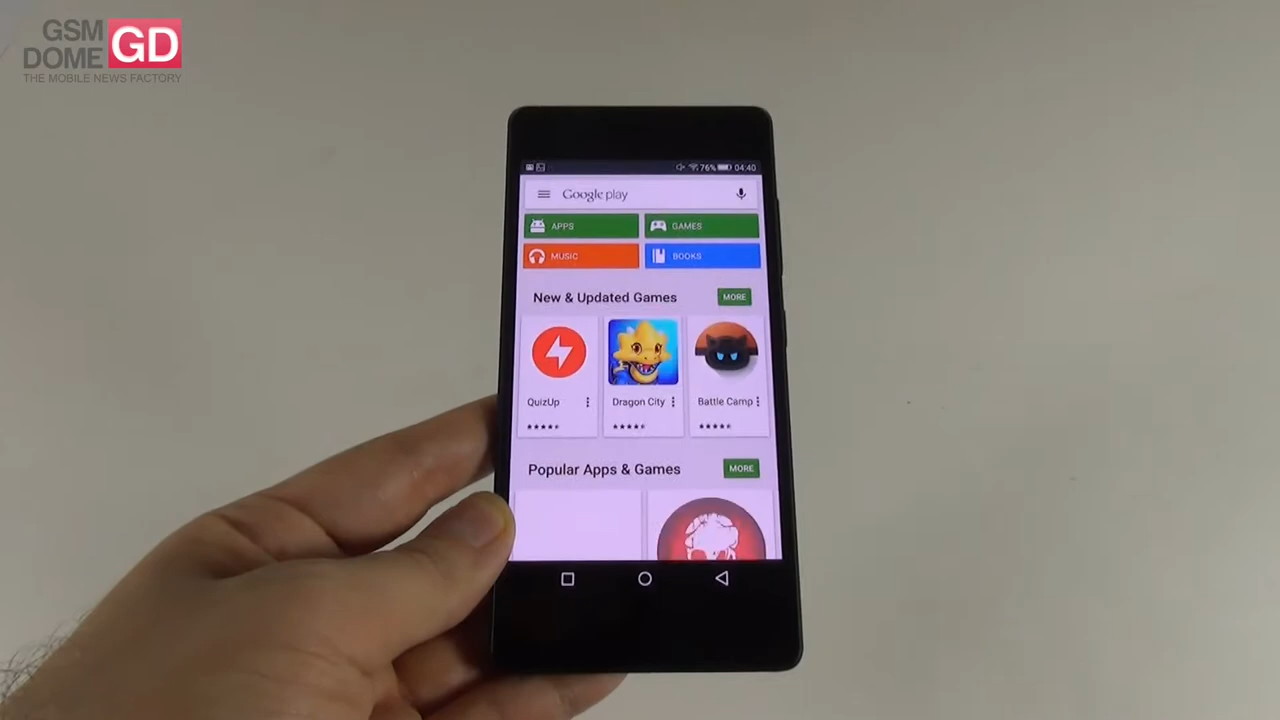 GSM
DOME GD
THE MOBILE NEWS FACTORY
76% 04:40
Google play
APPS
GAMES
MUSIC
BOOKS
New & Updated Games MORE
QuizUp
Dragon City
Battle Camp
Popular Apps & Games MORE